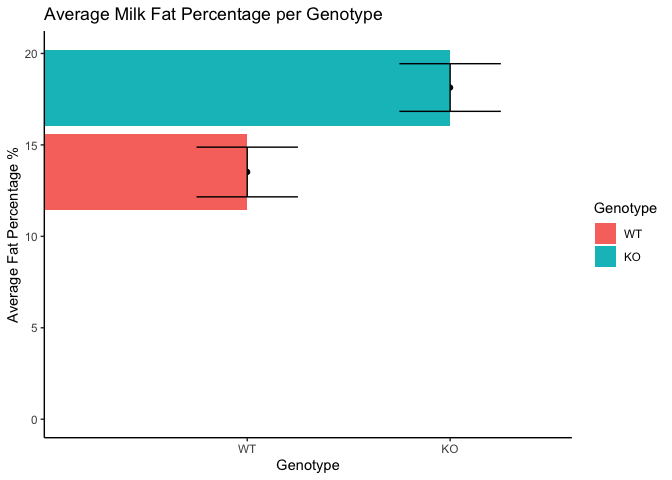 Average Milk Fat Percentage per Genotype
Average Fat Percentage %
20
15
10
5
0
WT
KO
Genotype
Genotype
WT
KO